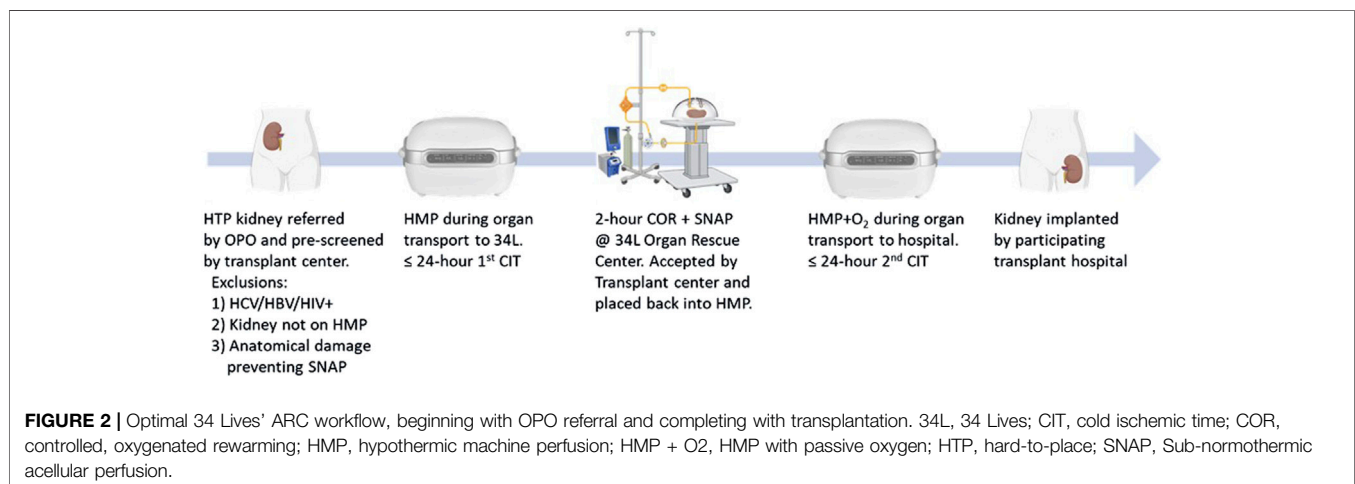 HTP kidney referred
by OPO and pre-screened
by transplant center.
Exclusions:
1) HCV/HBV/HIV+
2) Kidney not on HMP
3) Anatomical damage
preventing SNAP
HMP during organ
transport to 34L.
≤ 24-hour 1st CIT
2-hour COR + SNAP
@ 34L Organ Rescue
Center. Accepted by
Transplant center and
placed back into HMP.
HMP+O₂ during organ
transport to hospital.
≤ 24-hour 2nd CIT
Kidney implanted
by participating
transplant hospital
FIGURE 2 | Optimal 34 Lives' ARC workflow, beginning with OPO referral and completing with transplantation. 34L, 34 Lives; CIT, cold ischemic time; COR,
controlled, oxygenated rewarming; HMP, hypothermic machine perfusion; HMP + O2, HMP with passive oxygen; HTP, hard-to-place; SNAP, Sub-normothermic
acellular perfusion.